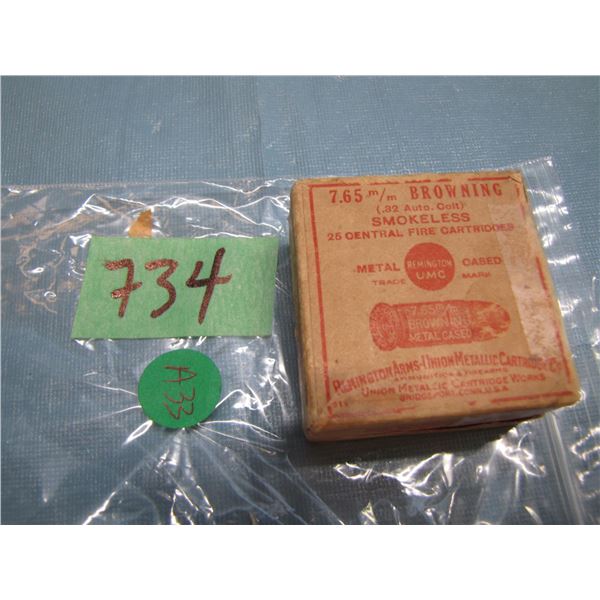 734
A33
7.65 m/m BROWNING
(.32 Auto. Colt)
SMOKELESS
25 CENTRAL FIRE CARTRIDGES
METAL REMINGTON CASED
TRADE UMC MARK
7.65 M/M
BROWNING
METAL CASED
REMINGTON ARMS-UNION METALLIC CARTRIDGE Co
AMMUNITION & FIREARMS
UNION METALLIC CARTRIDGE WORKS
BRIDGEPORT, CONN. U.S.A.